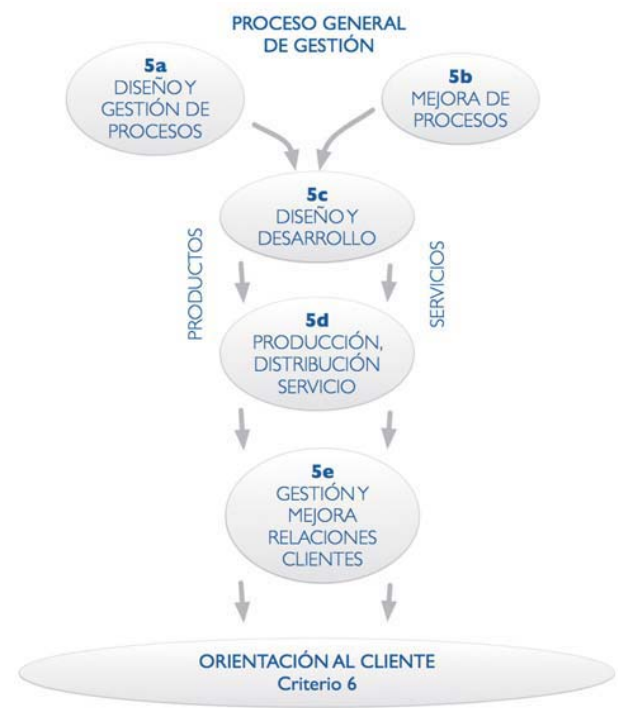 PROCESO GENERAL
DE GESTIÓN
5a
DISEÑO Y
GESTIÓN DE
PROCESOS
5b
MEJORA DE
PROCESOS
5c
DISEÑO Y
DESARROLLO
PRODUCTOS
SERVICIOS
5d
PRODUCCIÓN,
DISTRIBUCIÓN
SERVICIO
5e
GESTIÓN Y
MEJORA
RELACIONES
CLIENTES
ORIENTACIÓN AL CLIENTE
Criterio 6